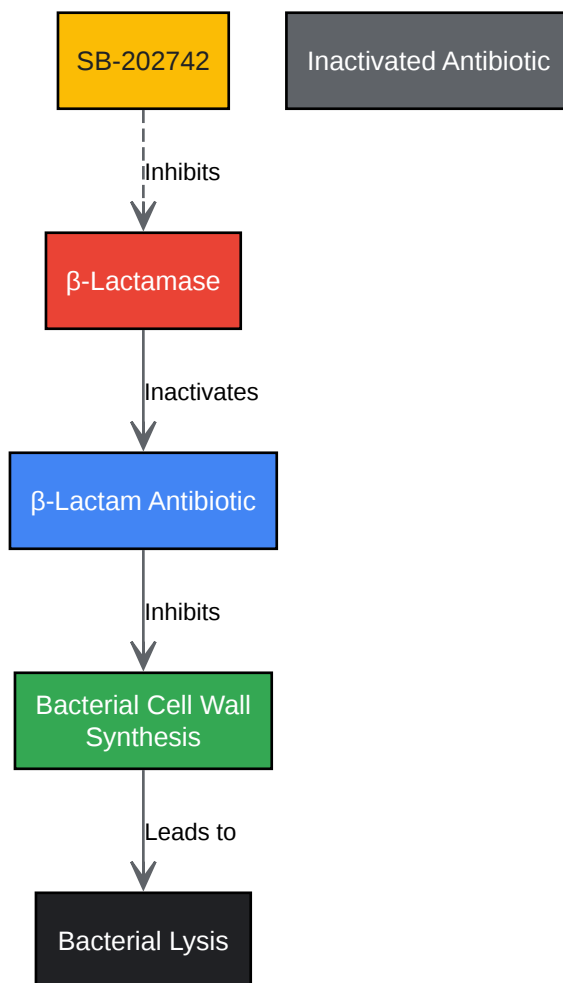 SB-202742
Inactivated Antibiotic
Inhibits
β-Lactamase
Inactivates
β-Lactam Antibiotic
Inhibits
Bacterial Cell Wall
Synthesis
Leads to
Bacterial Lysis